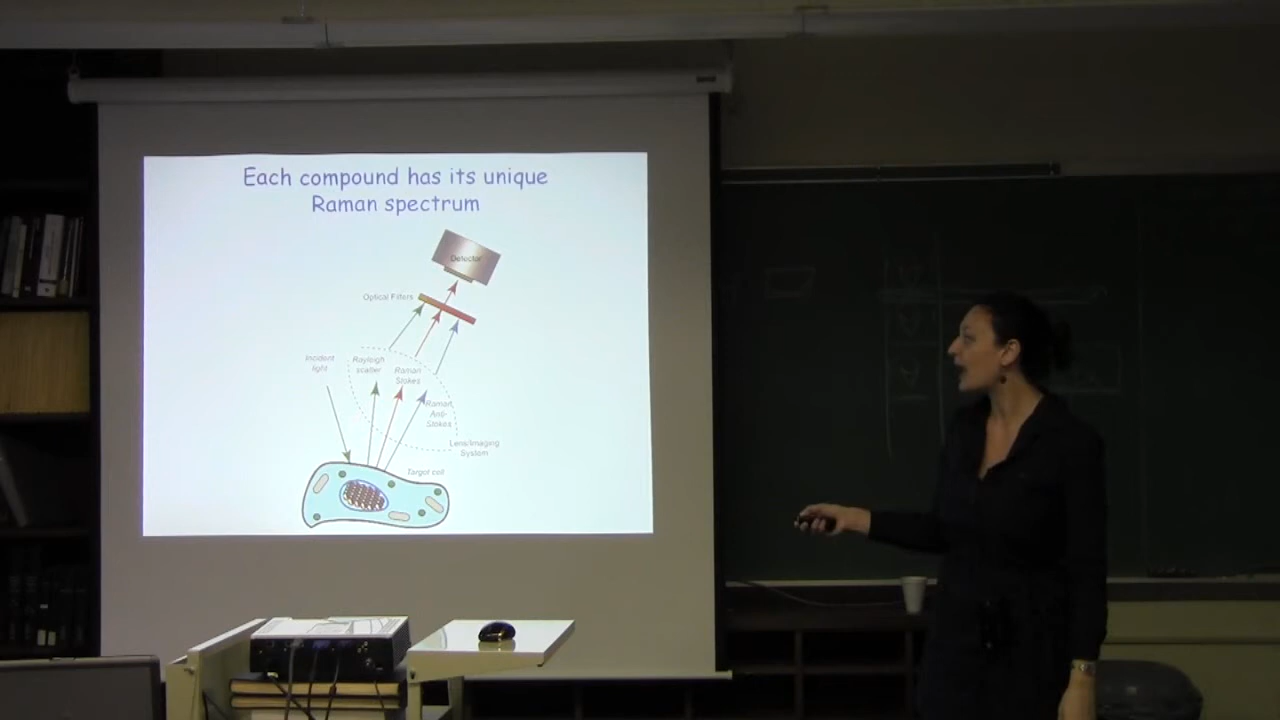 Each compound has its unique
Raman spectrum
Detector
Optical Filters
Incident
light
Rayleigh
scatter
Raman
Stokes
Raman
Anti-
Stokes
Lens/Imaging
System
Target cell